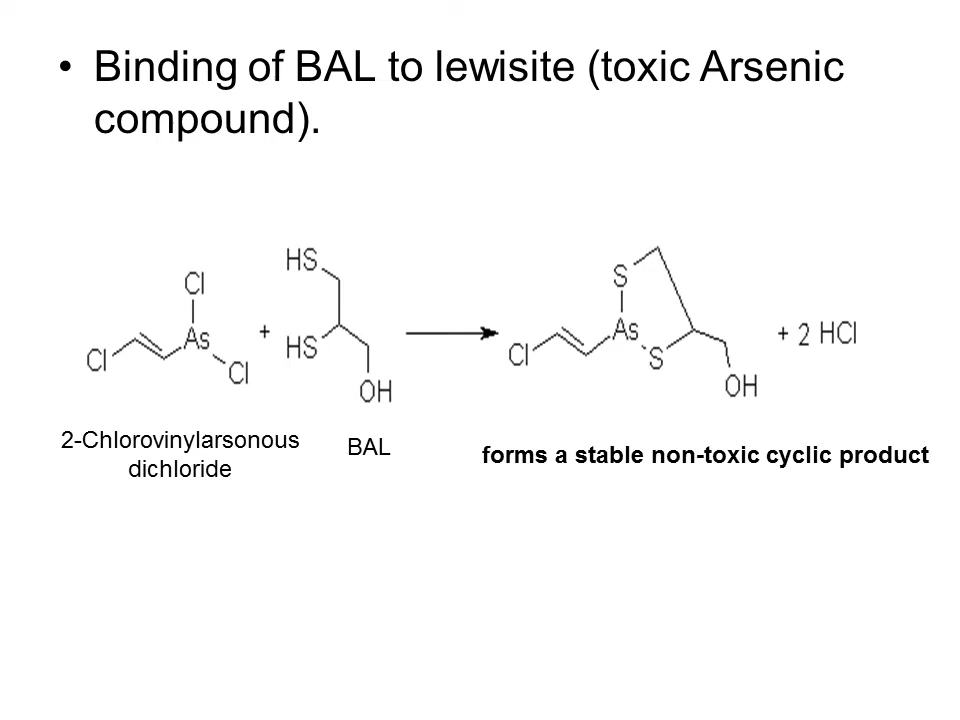 • Binding of BAL to lewisite (toxic Arsenic
compound).
HS
Cl
S
+
As
HS
As
+ 2 HCl
Cl
Cl
Cl
S
OH
OH
2-Chlorovinylarsonous
dichloride
BAL
forms a stable non-toxic cyclic product